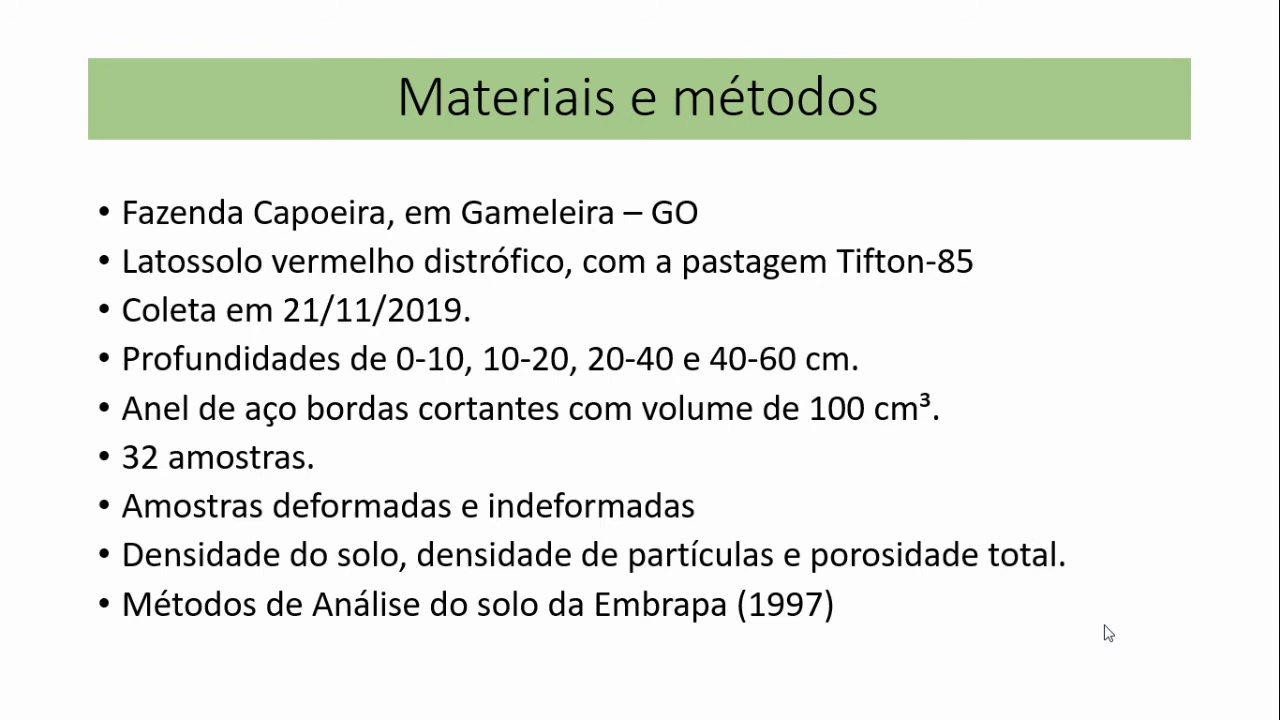 Materiais e métodos
• Fazenda Capoeira, em Gameleira – GO
• Latossolo vermelho distrófico, com a pastagem Tifton-85
• Coleta em 21/11/2019.
• Profundidades de 0-10, 10-20, 20-40 e 40-60 cm.
• Anel de aço bordas cortantes com volume de 100 cm³.
• 32 amostras.
• Amostras deformadas e indeformadas
• Densidade do solo, densidade de partículas e porosidade total.
• Métodos de Análise do solo da Embrapa (1997)